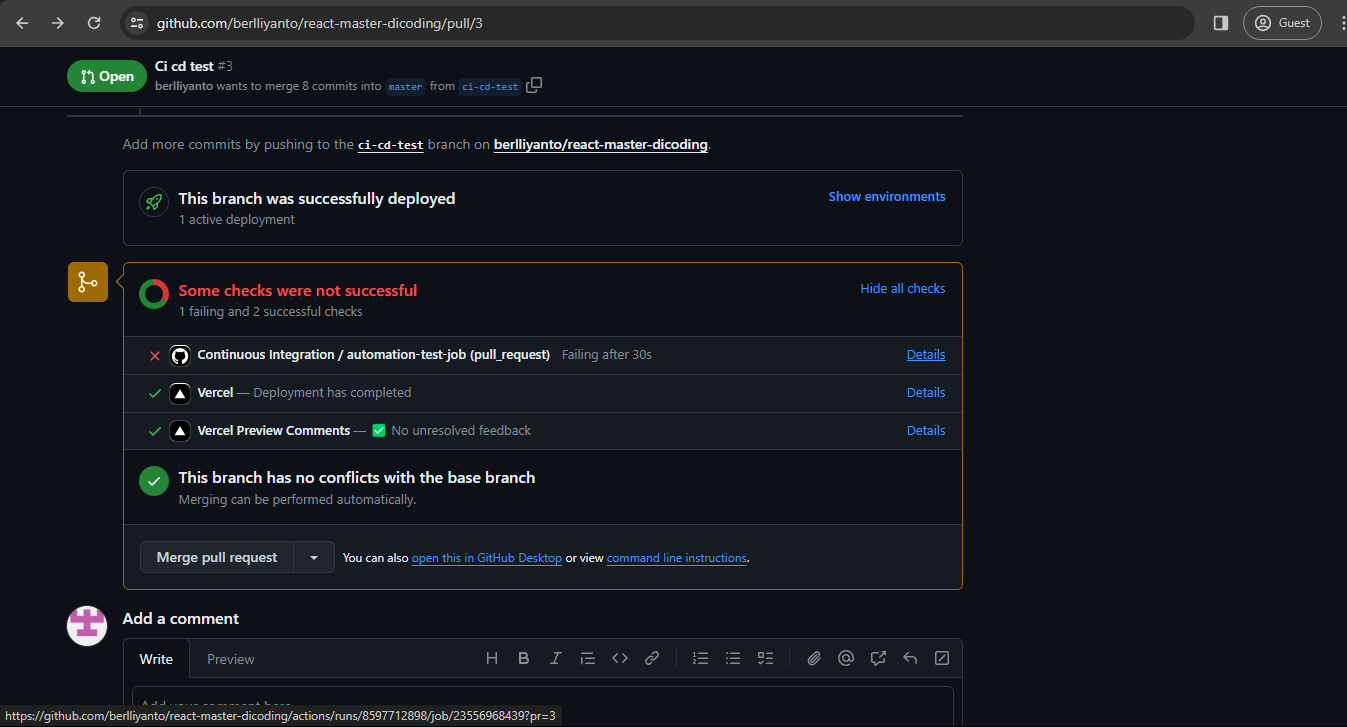 github.com/berlliyanto/react-master-dicoding/pull/3
Guest
Open
Ci cd test #3
berlliyanto wants to merge 8 commits into master from ci-cd-test
Add more commits by pushing to the ci-cd-test branch on berlliyanto/react-master-dicoding.
This branch was successfully deployed
Show environments
1 active deployment
Some checks were not successful
Hide all checks
1 failing and 2 successful checks
Continuous Integration / automation-test-job (pull_request) Failing after 30s Details
Vercel — Deployment has completed Details
Vercel Preview Comments — ✅ No unresolved feedback Details
This branch has no conflicts with the base branch
Merging can be performed automatically.
Merge pull request
You can also open this in GitHub Desktop or view command line instructions.
Add a comment
Write Preview
Add your comment here
https://github.com/berlliyanto/react-master-dicoding/actions/runs/8597712898/job/23556968439?pr=3